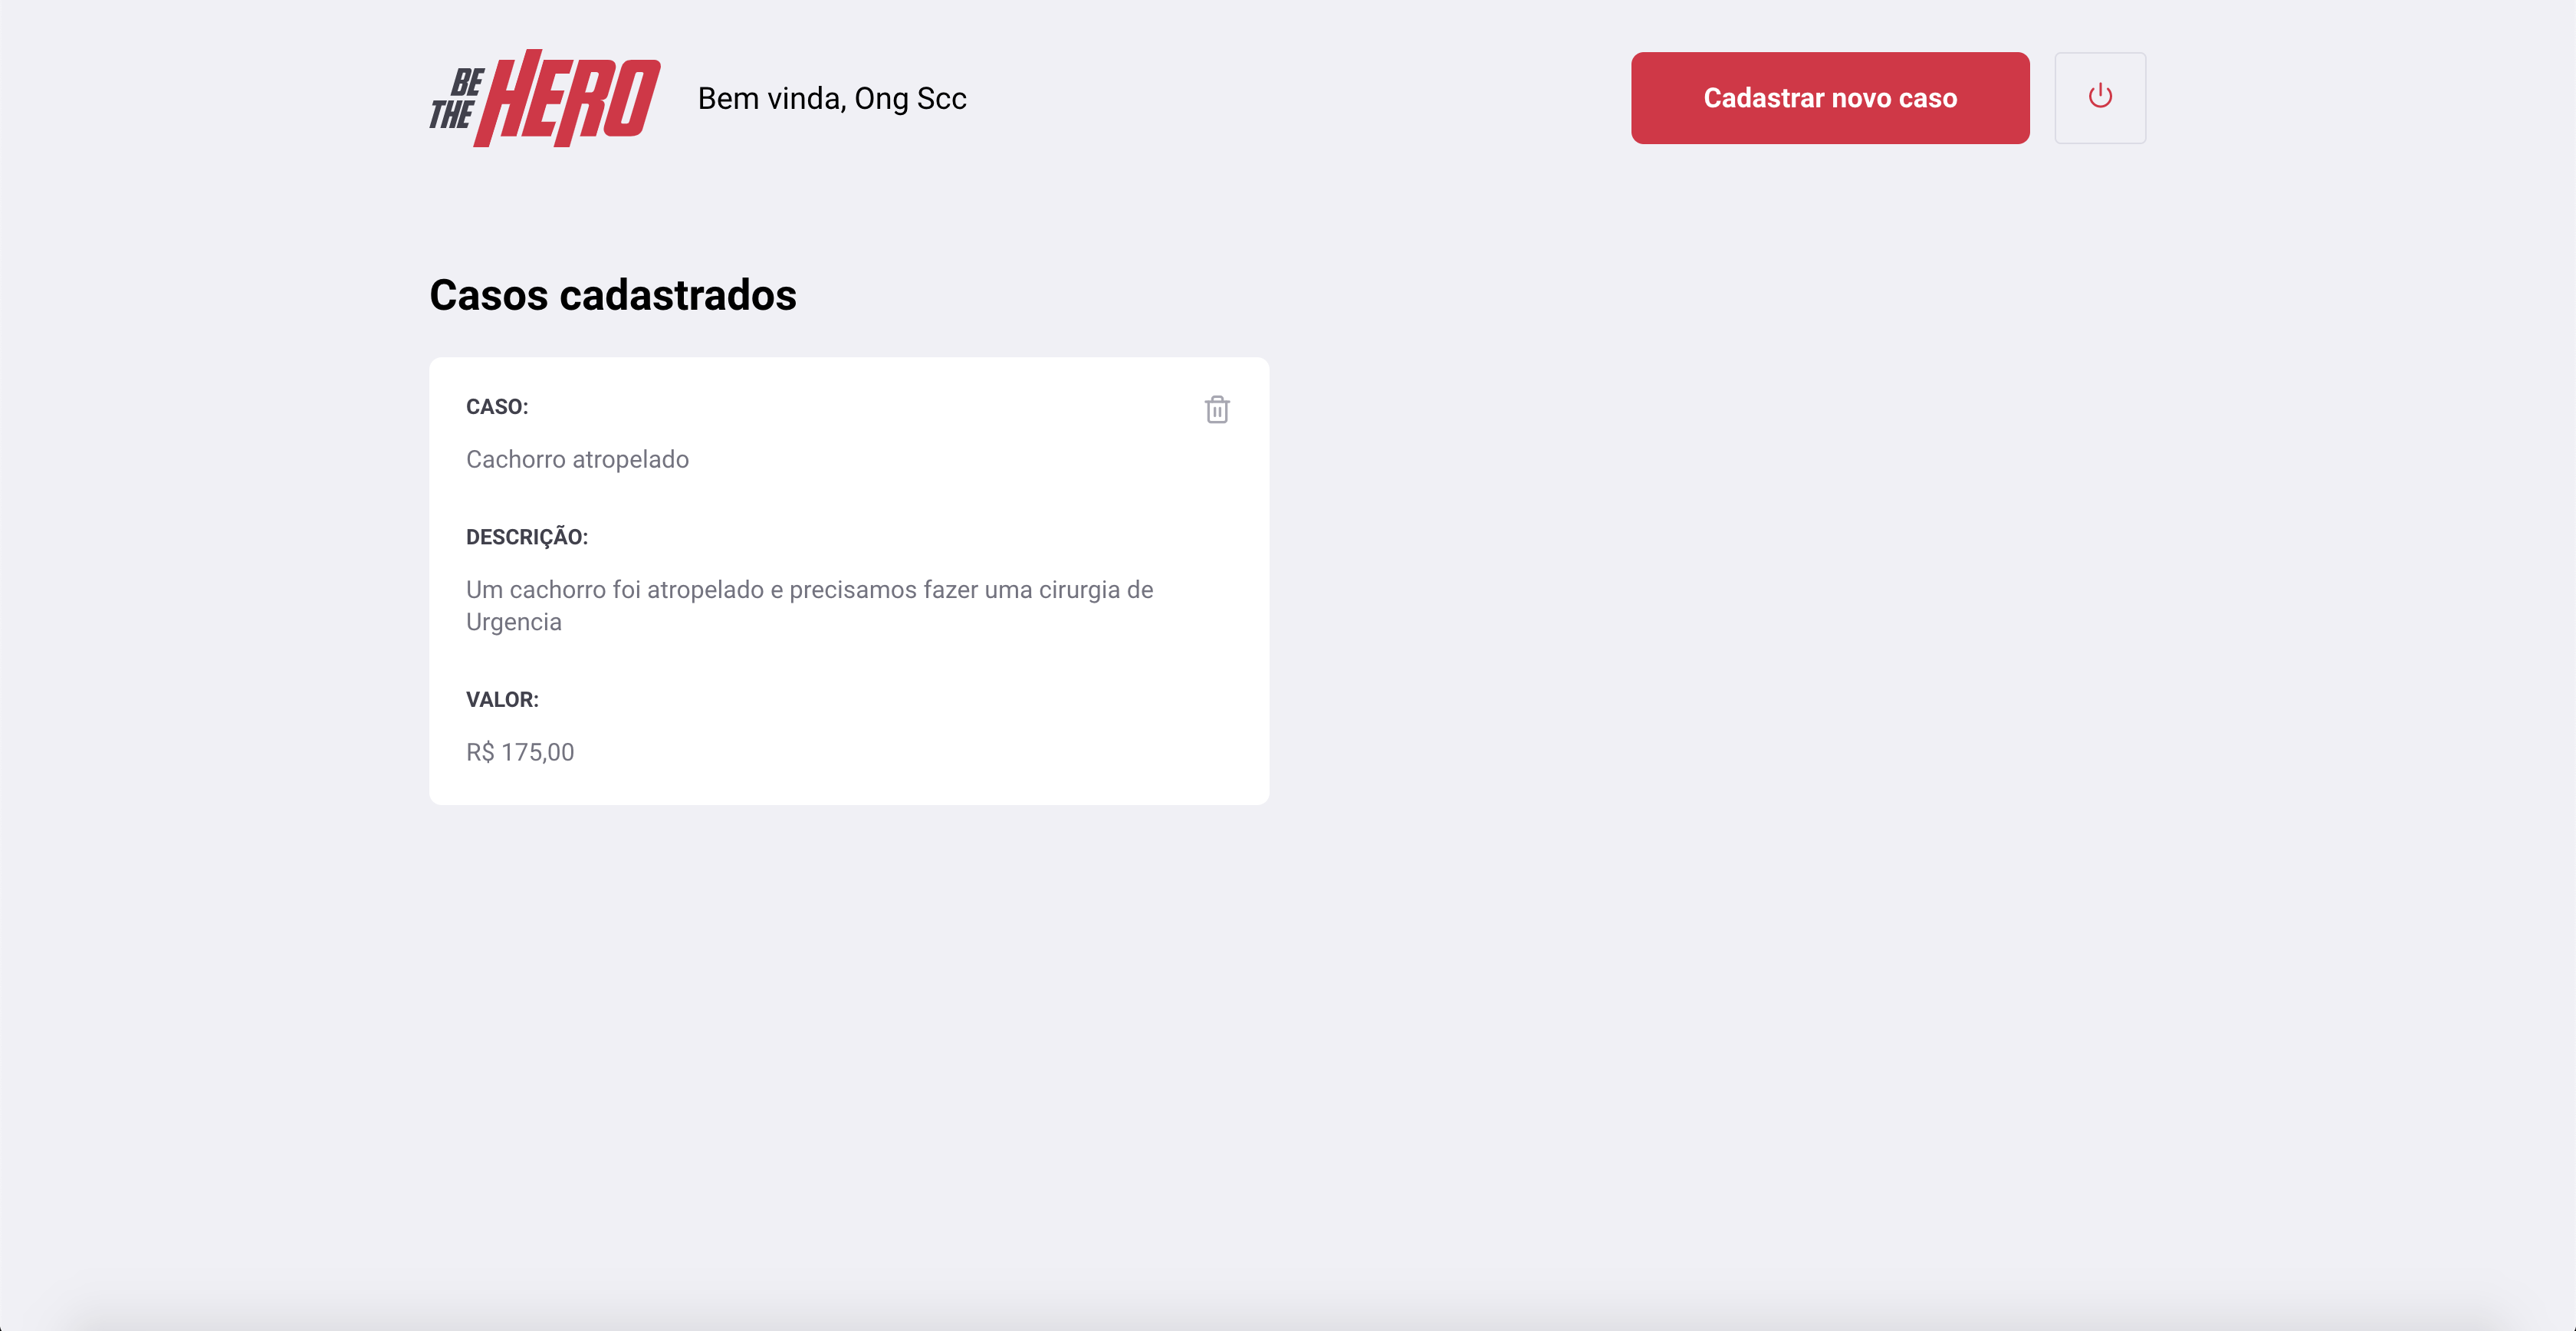 BE
THE
HERO
Bem vinda, Ong Scc
Cadastrar novo caso
Casos cadastrados
CASO:
Cachorro atropelado
DESCRIÇÃO:
Um cachorro foi atropelado e precisamos fazer uma cirurgia de
Urgencia
VALOR:
R$ 175,00